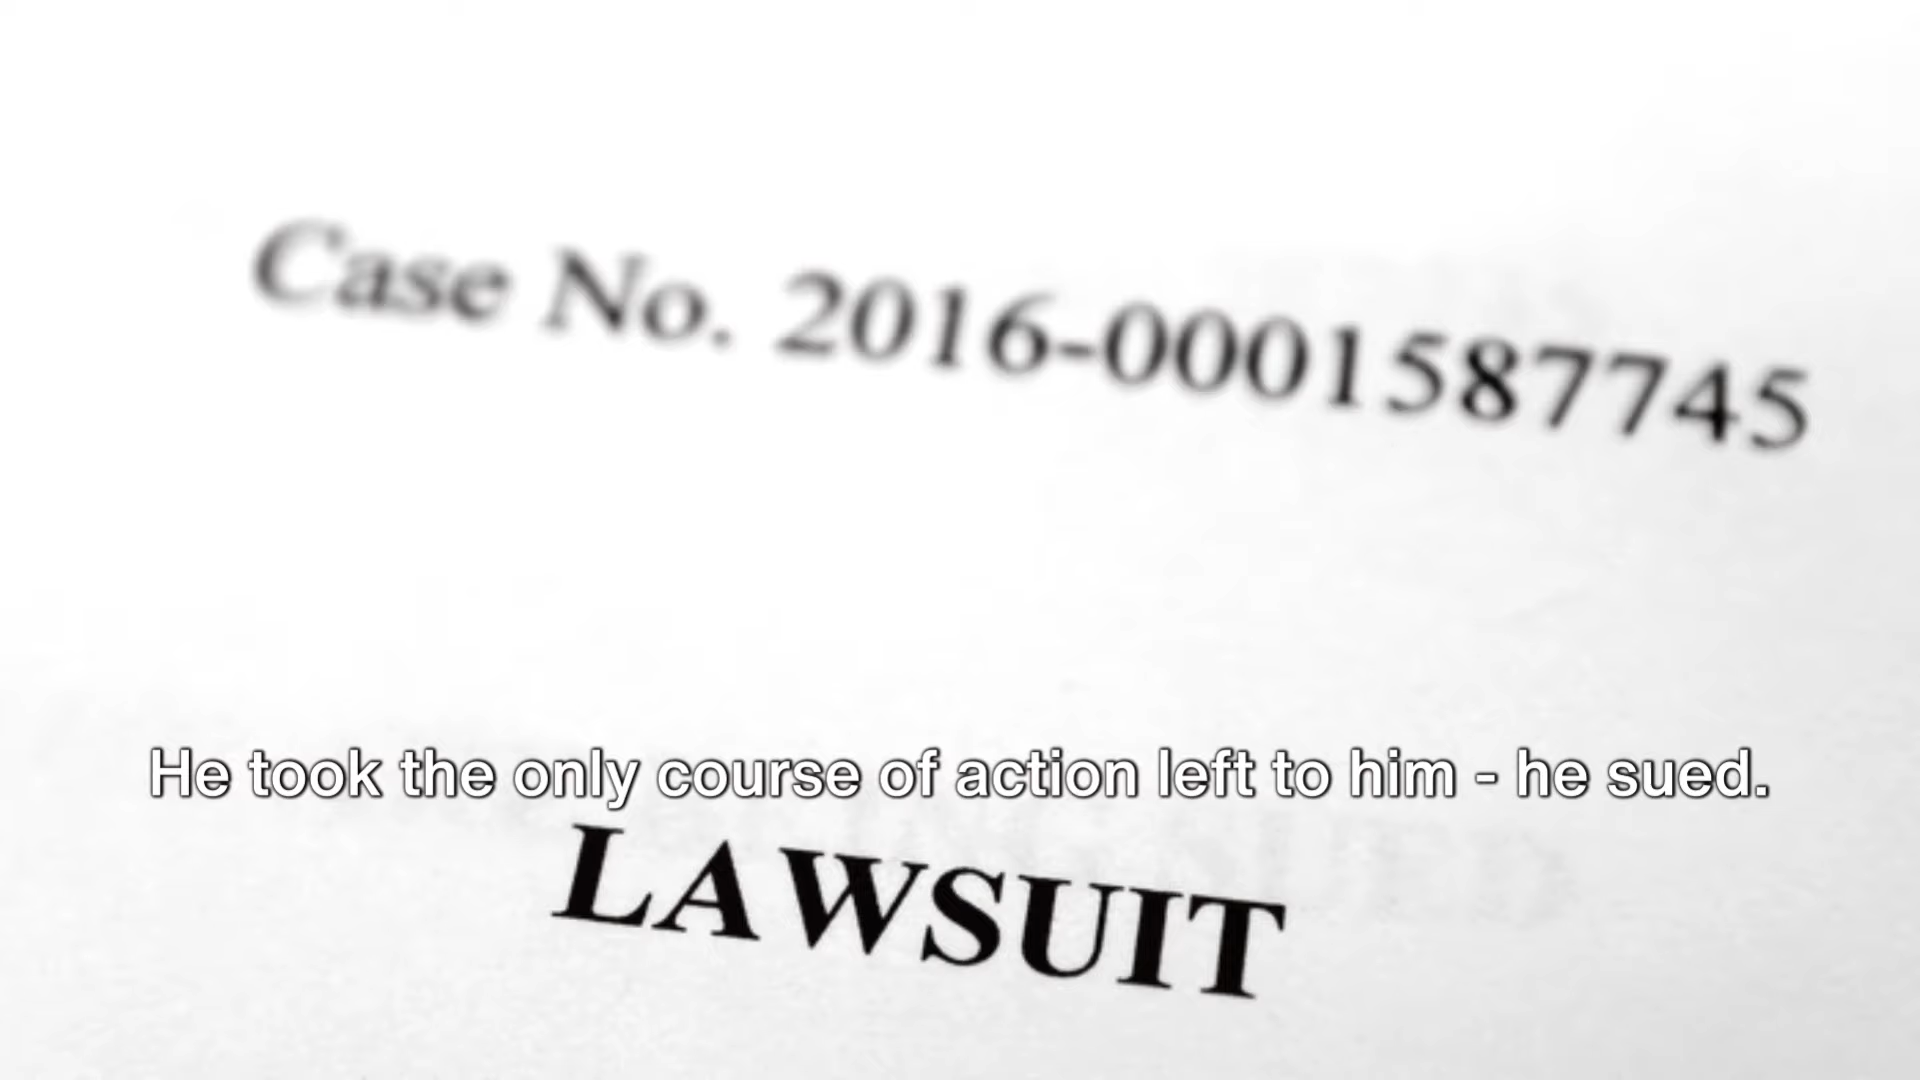 Case No. 2016-0001587745
He took the only course of action left to him - he sued.
LAWSUIT